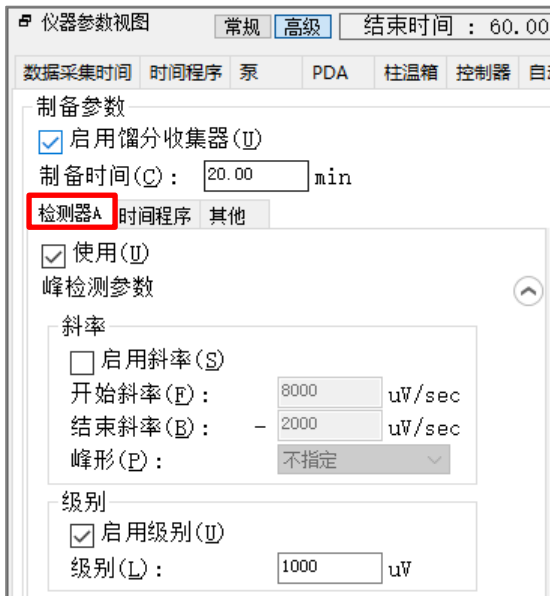 仪器参数视图 常规 高级 结束时间 : 60.00
数据采集时间 时间程序 泵 PDA 柱温箱 控制器
制备参数
启用馏分收集器(U)
制备时间(C): 20.00 min
检测器A 时间程序 其他
使用(U)
峰检测参数
斜率
启用斜率(S)
开始斜率(F): 8000 uV/sec
结束斜率(B): - 2000 uV/sec
峰形(P): 不指定
级别
启用级别(U)
级别(L): 1000 uV